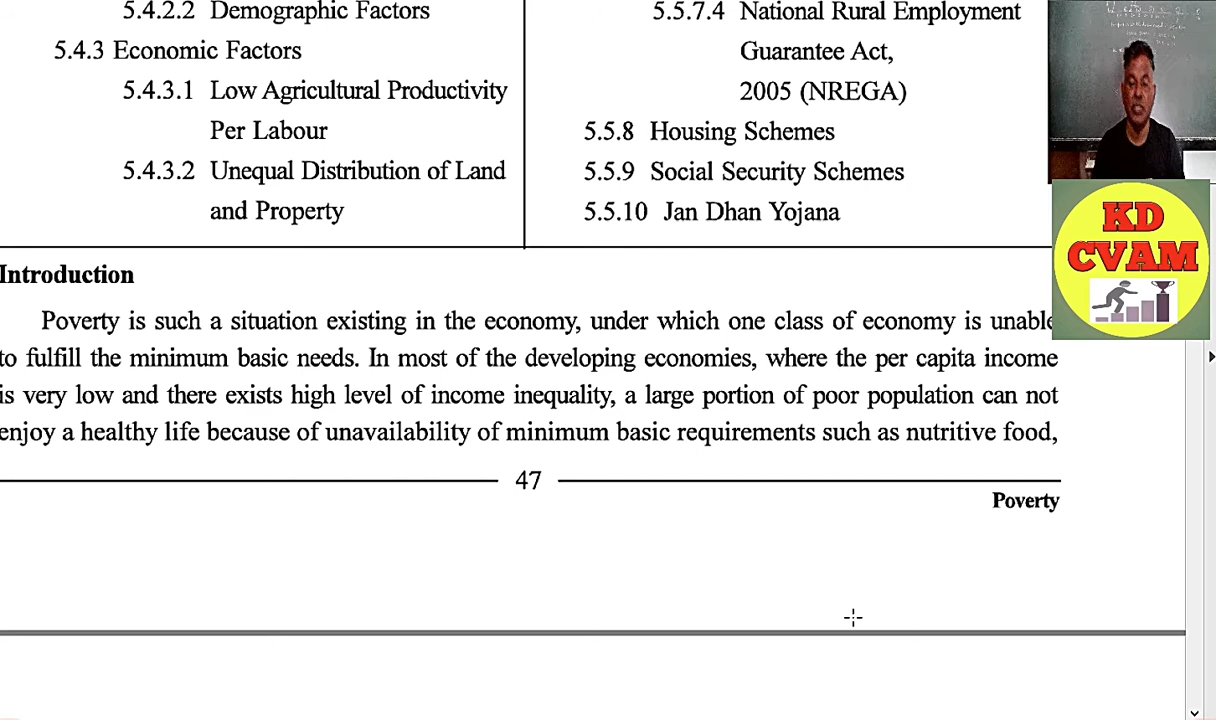 5.4.2.2 Demographic Factors
5.4.3 Economic Factors
5.4.3.1 Low Agricultural Productivity
Per Labour
5.4.3.2 Unequal Distribution of Land
and Property
5.5.7.4 National Rural Employment
Guarantee Act,
2005 (NREGA)
5.5.8 Housing Schemes
5.5.9 Social Security Schemes
5.5.10 Jan Dhan Yojana
KD
CVAM
Introduction
Poverty is such a situation existing in the economy, under which one class of economy is unable
to fulfill the minimum basic needs. In most of the developing economies, where the per capita income
is very low and there exists high level of income inequality, a large portion of poor population can not
enjoy a healthy life because of unavailability of minimum basic requirements such as nutritive food,
47
Poverty